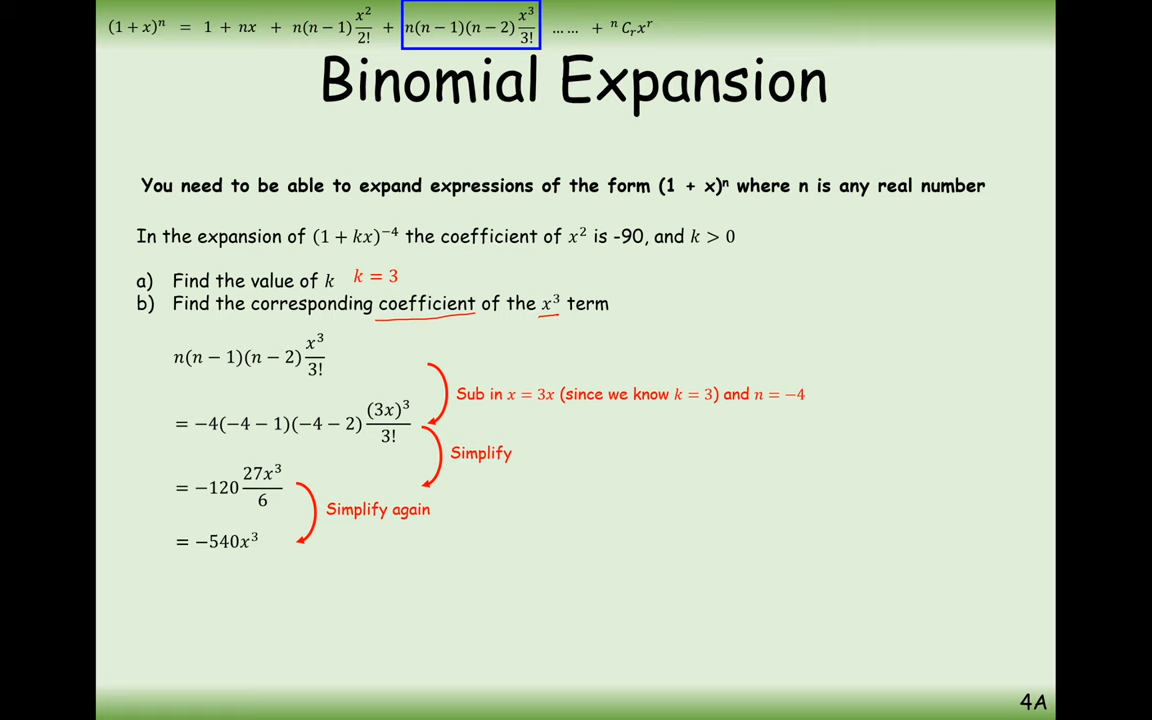 (1 + x)ⁿ = 1 + nx + n(n − 1) x²/2! + n(n − 1)(n − 2) x³/3! … … + ⁿCᵣxʳ
Binomial Expansion
You need to be able to expand expressions of the form (1 + x)ⁿ where n is any real number
In the expansion of (1 + kx)⁻⁴ the coefficient of x² is -90, and k > 0
a) Find the value of k k = 3
b) Find the corresponding coefficient of the x³ term
n(n − 1)(n − 2) x³/3!
Sub in x = 3x (since we know k = 3) and n = −4
= −4(−4 − 1)(−4 − 2) (3x)³/3!
Simplify
= −120 27x³/6
Simplify again
= −540x³
4A